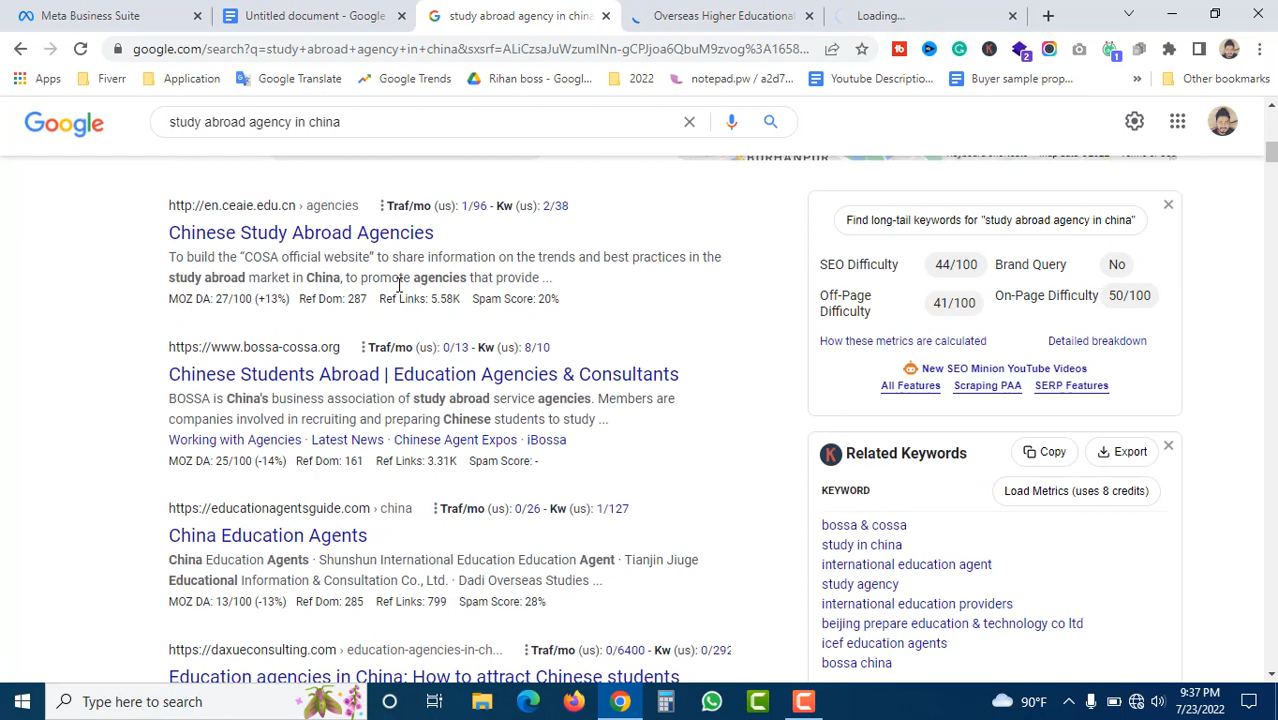 Meta Business Suite
Untitled document - Google
study abroad agency in china
Overseas Higher Educational
Loading...
google.com/search?q=study+abroad+agency+in+china&sxsrf=ALiCzsaJuWzumINn-gCPJjoa6QbuM9zvog%3A1658...
2
1
Apps
Fiverr
Application
Google Translate
Google Trends
Rihan boss - Googl...
2022
notepad.pw / a2d7...
Youtube Descriptio...
Buyer sample prop...
Other bookmarks
Google
study abroad agency in china
BURHANPUR
http://en.ceaie.edu.cn › agencies
Traf/mo (us): 1/96 - Kw (us): 2/38
Chinese Study Abroad Agencies
To build the “COSA official website” to share information on the trends and best practices in the
study abroad market in China, to promote agencies that provide ...
MOZ DA: 27/100 (+13%) Ref Dom: 287 Ref Links: 5.58K Spam Score: 20%
https://www.bossa-cossa.org
Traf/mo (us): 0/13 - Kw (us): 8/10
Chinese Students Abroad | Education Agencies & Consultants
BOSSA is China's business association of study abroad service agencies. Members are
companies involved in recruiting and preparing Chinese students to study ...
Working with Agencies · Latest News · Chinese Agent Expos · iBossa
MOZ DA: 25/100 (-14%) Ref Dom: 161 Ref Links: 3.31K Spam Score: -
https://educationagentsguide.com › china
Traf/mo (us): 0/26 - Kw (us): 1/127
China Education Agents
China Education Agents · Shunshun International Education Education Agent · Tianjin Jiuge
Educational Information & Consultation Co., Ltd. · Dadi Overseas Studies ...
MOZ DA: 13/100 (-13%) Ref Dom: 285 Ref Links: 799 Spam Score: 28%
https://daxueconsulting.com › education-agencies-in-ch...
Traf/mo (us): 0/6400 - Kw (us): 0/292
Education agencies in China: How to attract Chinese students
Find long-tail keywords for "study abroad agency in china"
SEO Difficulty 44/100 Brand Query No
Off-Page Difficulty 41/100 On-Page Difficulty 50/100
How these metrics are calculated
Detailed breakdown
New SEO Minion YouTube Videos
All Features Scraping PAA SERP Features
K Related Keywords
Copy
Export
KEYWORD
Load Metrics (uses 8 credits)
bossa & cossa
study in china
international education agent
study agency
international education providers
beijing prepare education & technology co ltd
icef education agents
bossa china
Type here to search
90°F
9:37 PM
7/23/2022